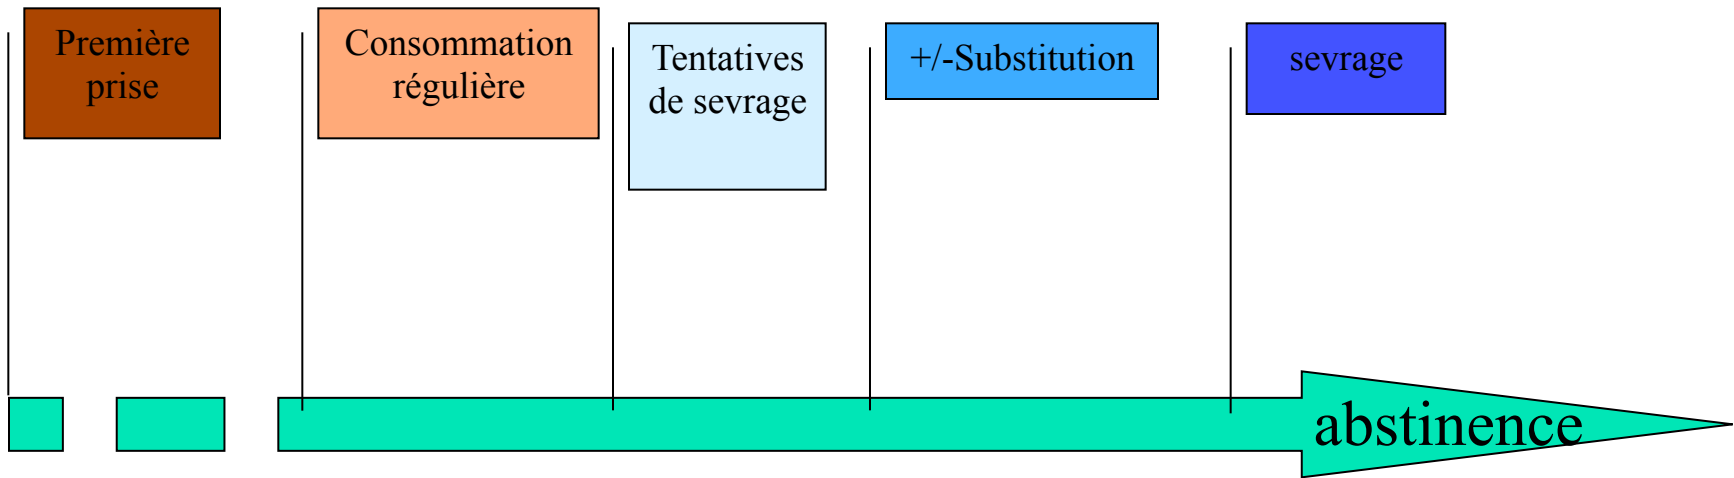 Première
prise
Consommation
régulière
Tentatives
de sevrage
+/-Substitution
sevrage
abstinence